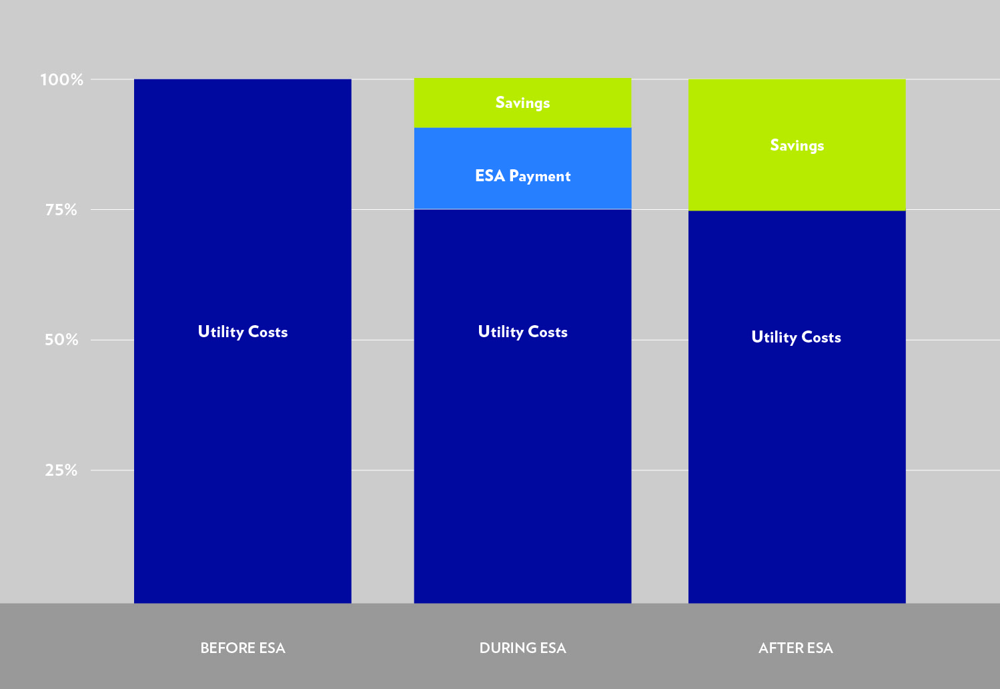 100%
Savings
Savings
ESA Payment
75%
Utility Costs
Utility Costs
Utility Costs
50%
25%
BEFORE ESA
DURING ESA
AFTER ESA